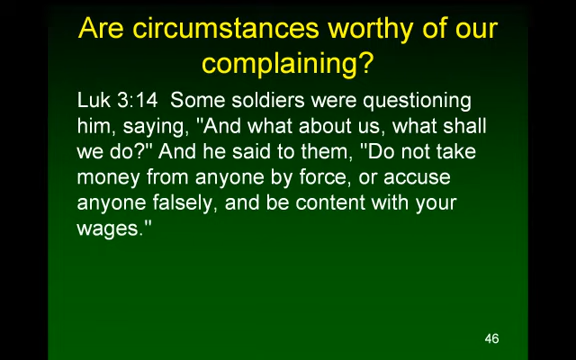 Are circumstances worthy of our
complaining?
Luk 3:14  Some soldiers were questioning
him, saying, "And what about us, what shall
we do?" And he said to them, "Do not take
money from anyone by force, or accuse
anyone falsely, and be content with your
wages."
46